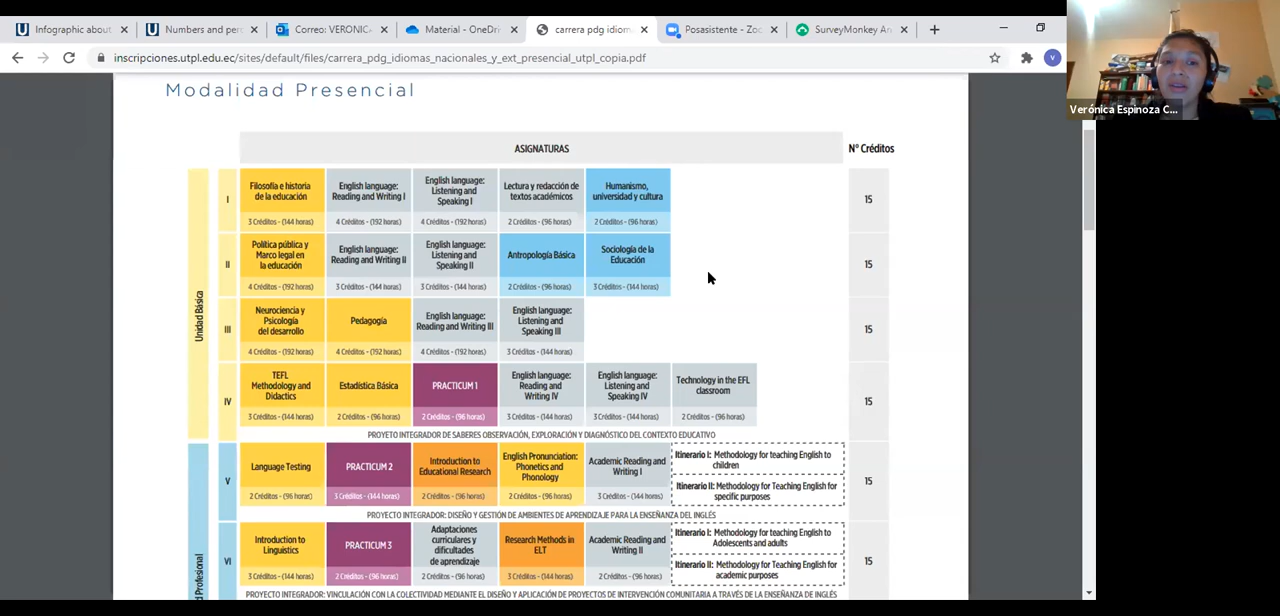 Infographic about
Numbers and per
Correo: VERONIC
Material - OneDri
carrera pdg idiom
Posasistente - Zoo
SurveyMonkey An
inscripciones.utpl.edu.ec/sites/default/files/carrera_pdg_idiomas_nacionales_y_ext_presencial_utpl_copia.pdf
V
Verónica Espinoza C...
Modalidad Presencial
ASIGNATURAS
Nº Créditos
Unidad Básica
I
Filosofía e historia
de la educación
3 Créditos - (144 horas)
English language:
Reading and Writing I
4 Créditos - (192 horas)
English language:
Listening and
Speaking I
4 Créditos - (192 horas)
Lectura y redacción de
textos académicos
2 Créditos - (96 horas)
Humanismo,
universidad y cultura
2 Créditos - (96 horas)
15
II
Política pública y
Marco legal en
la educación
4 Créditos - (192 horas)
English language:
Reading and Writing II
3 Créditos - (144 horas)
English language:
Listening and
Speaking II
3 Créditos - (144 horas)
Antropología Básica
2 Créditos - (96 horas)
Sociología de la
Educación
3 Créditos - (144 horas)
15
III
Neurociencia y
Psicología
del desarrollo
4 Créditos - (192 horas)
Pedagogía
4 Créditos - (192 horas)
English language:
Reading and Writing III
4 Créditos - (192 horas)
English language:
Listening and
Speaking III
3 Créditos - (144 horas)
15
IV
TEFL
Methodology and
Didactics
3 Créditos - (144 horas)
Estadística Básica
2 Créditos - (96 horas)
PRACTICUM 1
2 Créditos - (96 horas)
English language:
Reading and
Writing IV
3 Créditos - (144 horas)
English language:
Listening and
Speaking IV
3 Créditos - (144 horas)
Technology in the EFL
classroom
2 Créditos - (96 horas)
15
PROYETO INTEGRADOR DE SABERES OBSERVACIÓN, EXPLORACIÓN Y DIAGNÓSTICO DEL CONTEXTO EDUCATIVO
V
Language Testing
2 Créditos - (96 horas)
PRACTICUM 2
3 Créditos - (144 horas)
Introduction to
Educational Research
2 Créditos - (96 horas)
English Pronunciation:
Phonetics and
Phonology
2 Créditos - (96 horas)
Academic Reading and
Writing I
3 Créditos - (144 horas)
Itinerario I: Methodology for teaching English to
children
Itinerario II: Methodology for Teaching English for
specific purposes
15
PROYECTO INTEGRADOR: DISEÑO Y GESTIÓN DE AMBIENTES DE APRENDIZAJE PARA LA ENSEÑANZA DEL INGLÉS
VI
Introduction to
Linguistics
3 Créditos - (144 horas)
PRACTICUM 3
2 Créditos - (96 horas)
Adaptaciones
curriculares y
dificultades
de aprendizaje
2 Créditos - (96 horas)
Research Methods in
ELT
3 Créditos - (144 horas)
Academic Reading and
Writing II
2 Créditos - (96 horas)
Itinerario I: Methodology for teaching English to
Adolescents and adults
Itinerario II: Methodology for Teaching English for
academic purposes
15
Profesional
PROYECTO INTEGRADOR: VINCULACIÓN CON LA COLECTIVIDAD MEDIANTE EL DISEÑO Y APLICACIÓN DE PROYECTOS DE INTERVENCIÓN COMUNITARIA A TRAVÉS DE LA ENSEÑANZA DE INGLÉS